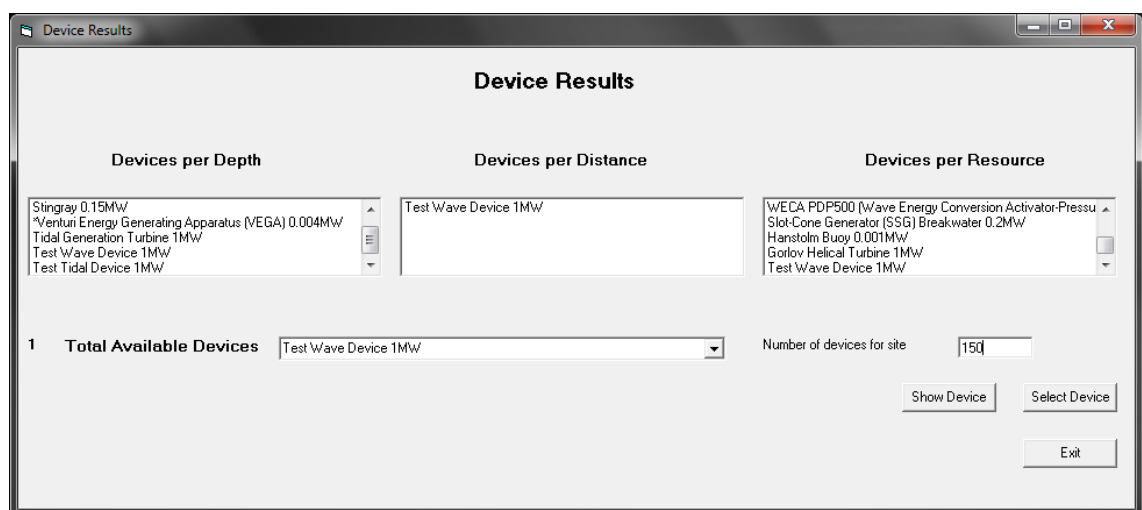 Device Results
Device Results
Devices per Depth
Devices per Distance
Devices per Resource
Stingray 0.15MW
*Venturi Energy Generating Apparatus (VEGA) 0.004MW
Tidal Generation Turbine 1MW
Test Wave Device 1MW
Test Tidal Device 1MW
Test Wave Device 1MW
WECA PDP500 (Wave Energy Conversion Activator-Pressu
Slot-Cone Generator (SSG) Breakwater 0.2MW
Hanstolm Buoy 0.001MW
Gorlov Helical Turbine 1MW
Test Wave Device 1MW
1 Total Available Devices Test Wave Device 1MW Number of devices for site 150
Show Device Select Device
Exit